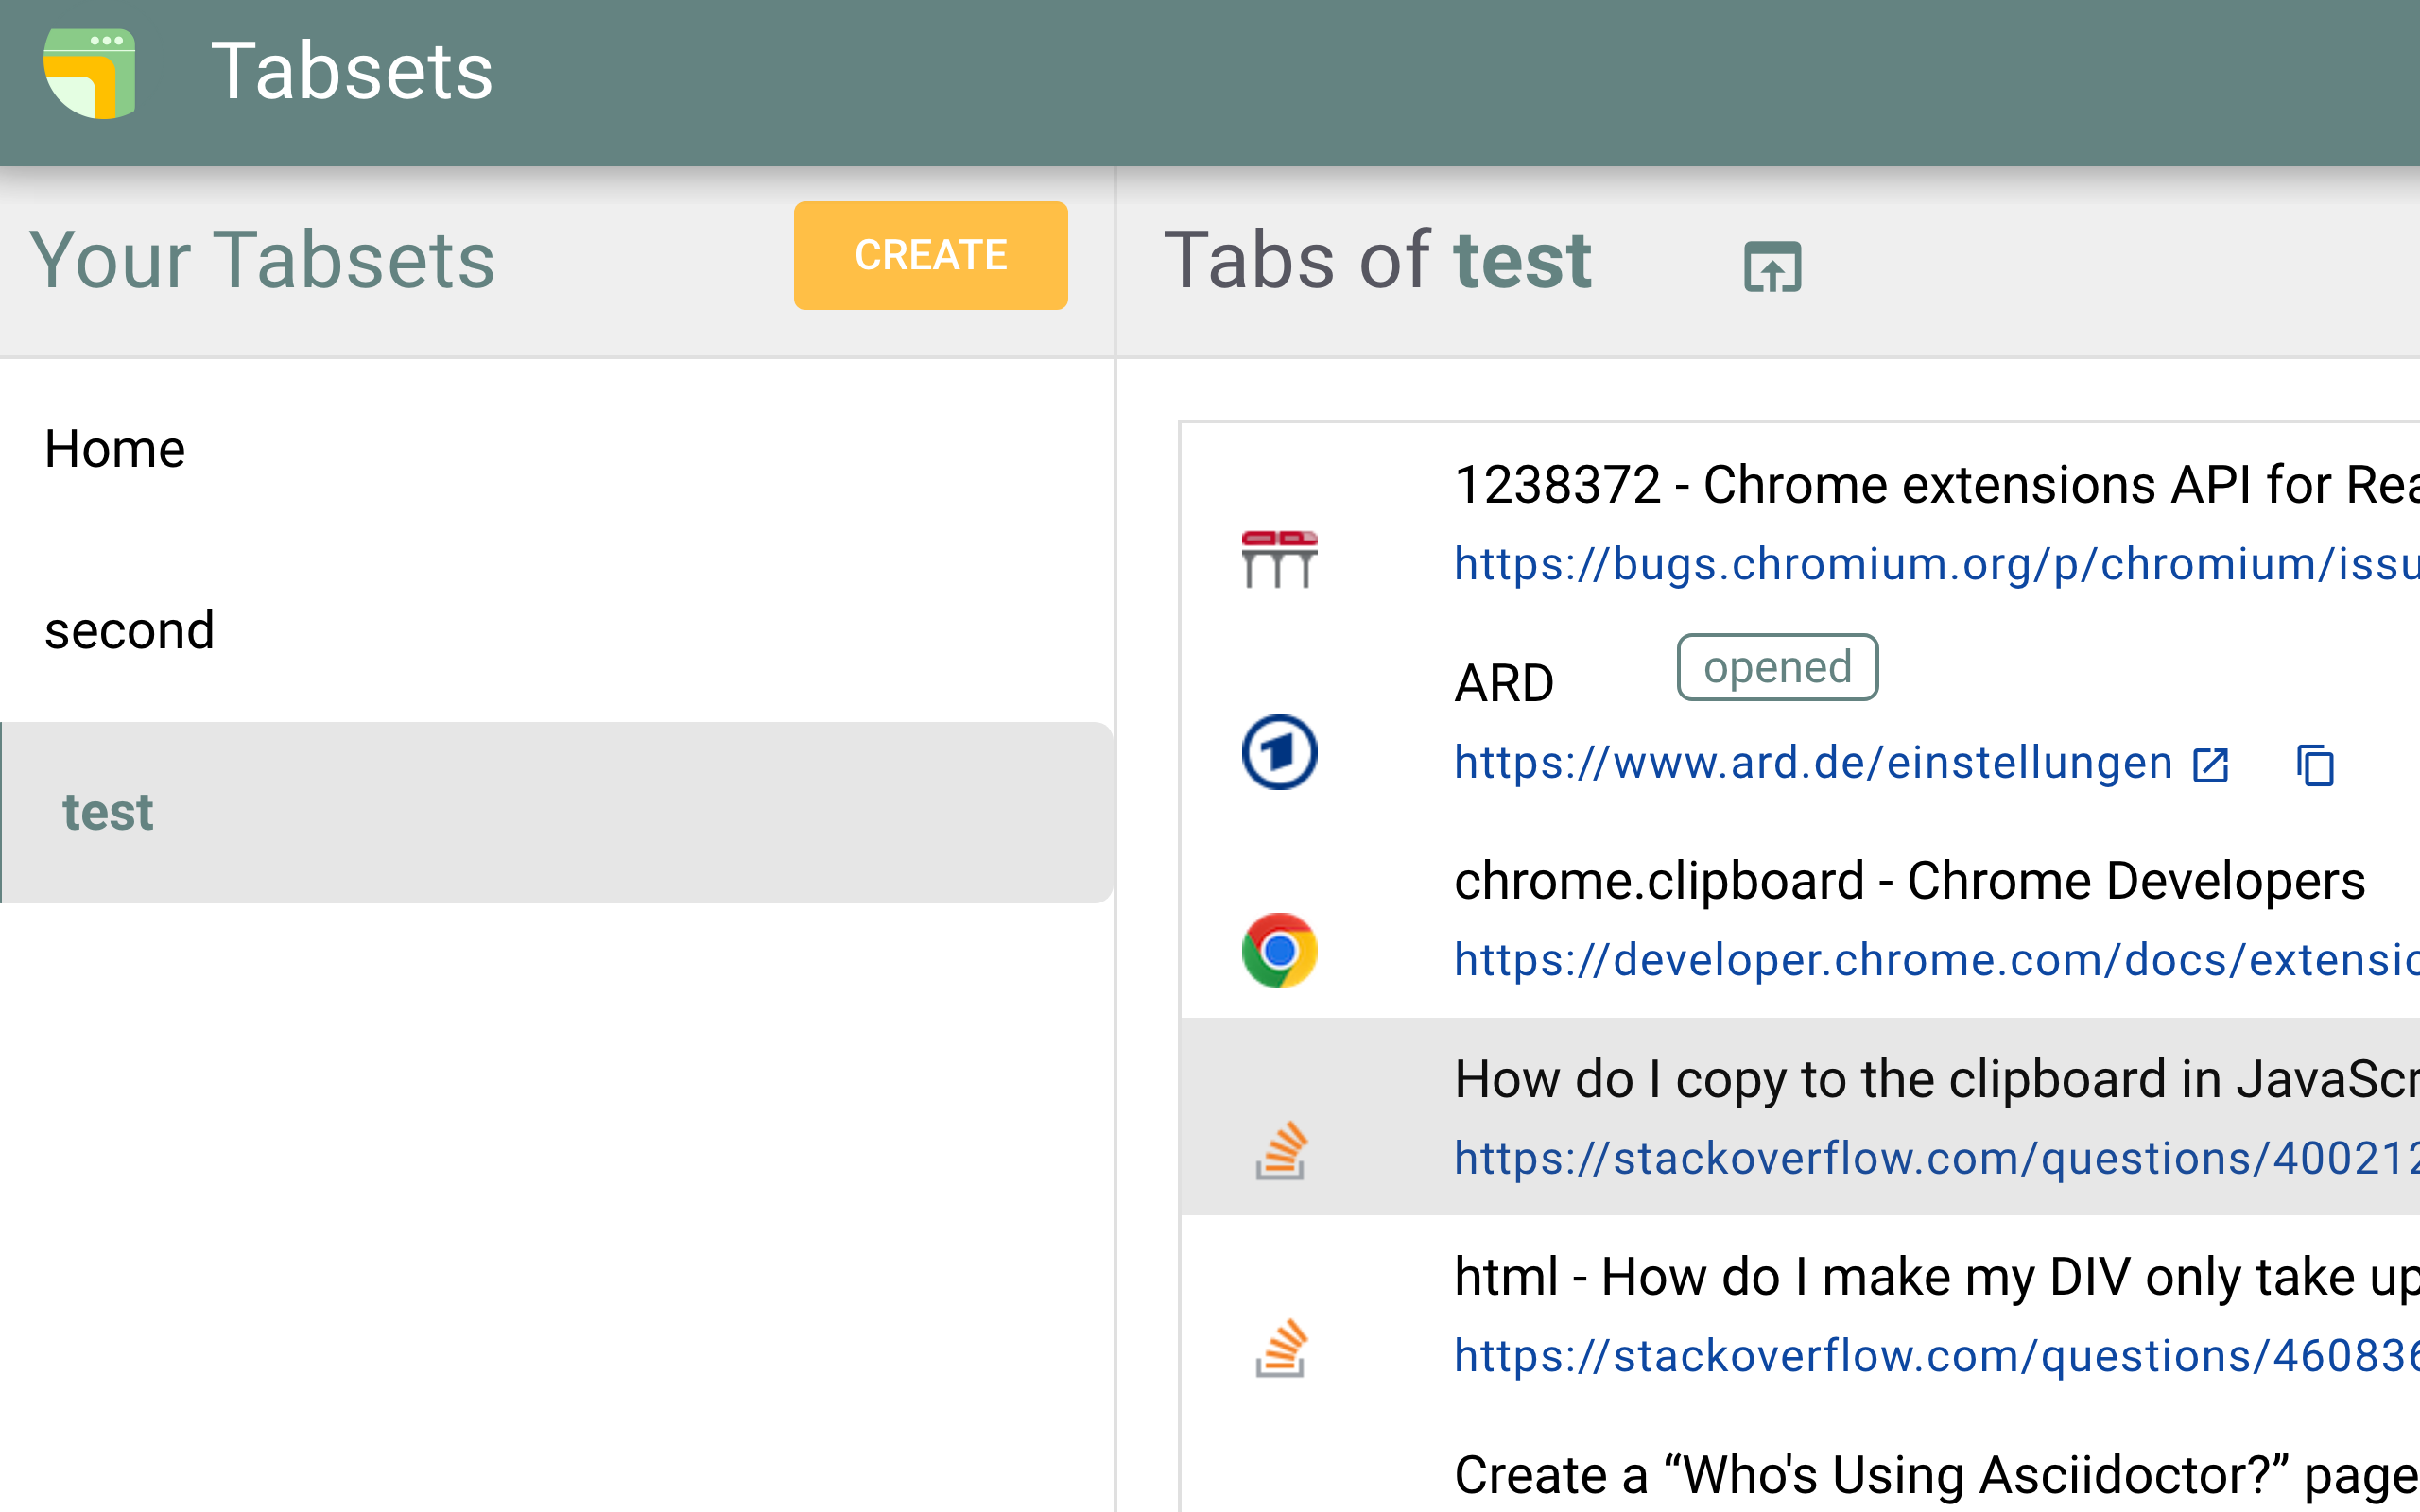 Tabsets
Your Tabsets
CREATE
Home
second
test
Tabs of test
1238372 - Chrome extensions API for Rea
https://bugs.chromium.org/p/chromium/issu
ARD
opened
https://www.ard.de/einstellungen
chrome.clipboard - Chrome Developers
https://developer.chrome.com/docs/extensio
How do I copy to the clipboard in JavaScr
https://stackoverflow.com/questions/400212
html - How do I make my DIV only take up
https://stackoverflow.com/questions/460836
Create a “Who's Using Asciidoctor?” page